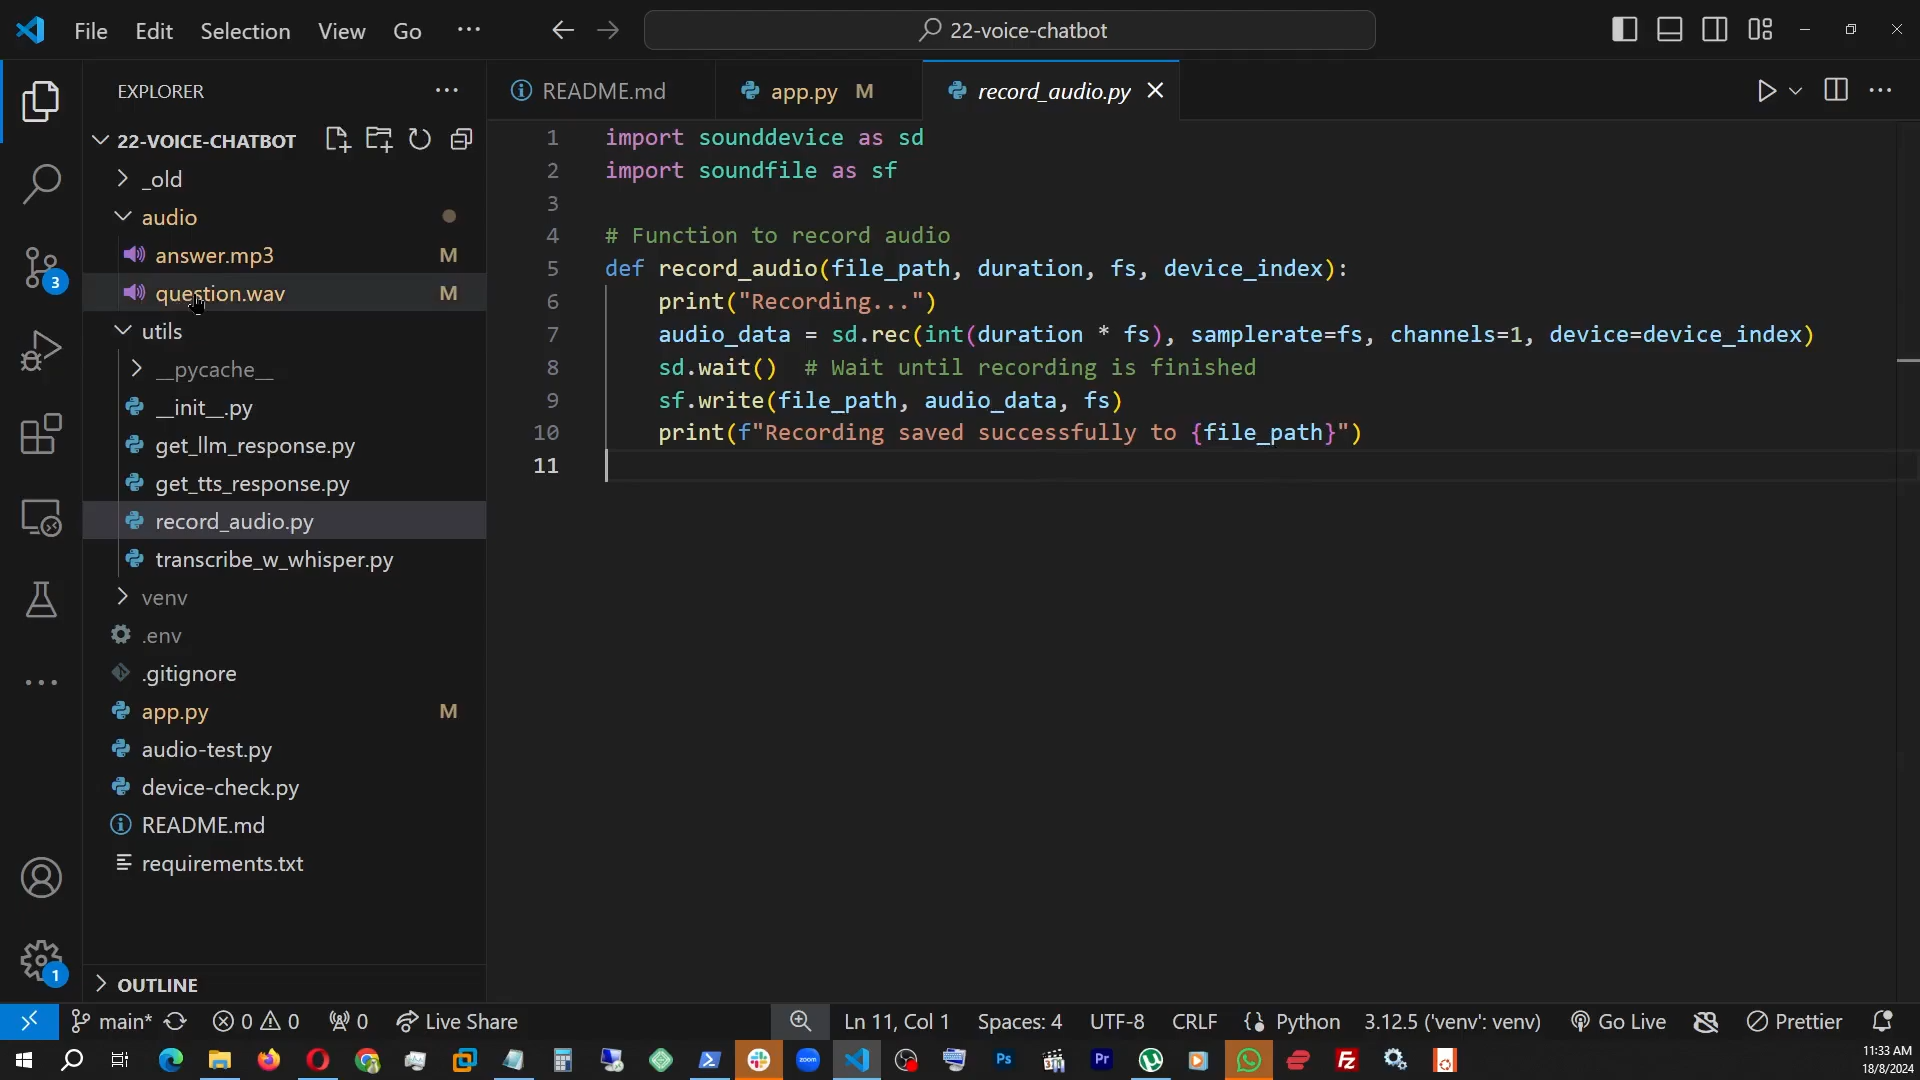 File Edit Selection View Go ··· 22-voice-chatbot
EXPLORER
22-VOICE-CHATBOT
_old
audio
answer.mp3 M
question.wav M
utils
__pycache__
__init__.py
get_llm_response.py
get_tts_response.py
record_audio.py
transcribe_w_whisper.py
venv
.env
.gitignore
app.py M
audio-test.py
device-check.py
README.md
requirements.txt
OUTLINE
3
1
README.md app.py M record_audio.py
1 import sounddevice as sd
2 import soundfile as sf
3
4 # Function to record audio
5 def record_audio(file_path, duration, fs, device_index):
6 print("Recording...")
7 audio_data = sd.rec(int(duration * fs), samplerate=fs, channels=1, device=device_index)
8 sd.wait()  # Wait until recording is finished
9 sf.write(file_path, audio_data, fs)
10 print(f"Recording saved successfully to {file_path}")
11
main* 0 0 0 Live Share Ln 11, Col 1 Spaces: 4 UTF-8 CRLF {} Python 3.12.5 ('venv': venv) Go Live Prettier
zoom Ps Pr Fz
11:33 AM
18/8/2024